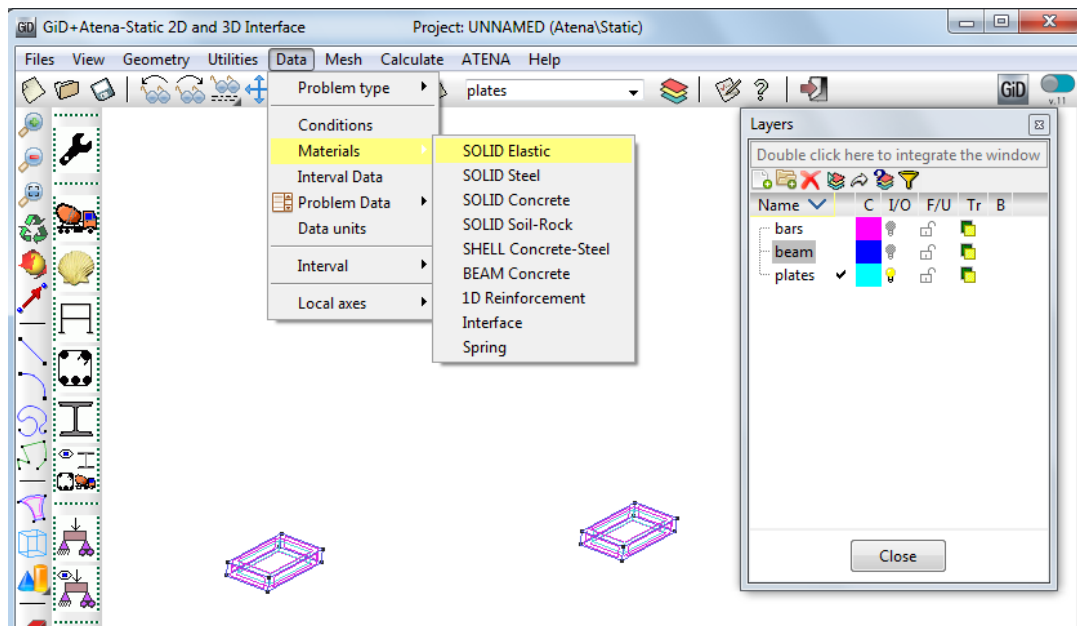 GiD GiD+Atena-Static 2D and 3D Interface Project: UNNAMED (Atena\Static)
Files View Geometry Utilities Data Mesh Calculate ATENA Help
plates
GiD
v.11
Problem type
Conditions
Materials
Interval Data
Problem Data
Data units
Interval
Local axes
SOLID Elastic
SOLID Steel
SOLID Concrete
SOLID Soil-Rock
SHELL Concrete-Steel
BEAM Concrete
1D Reinforcement
Interface
Spring
Layers
Double click here to integrate the window
Name C I/O F/U Tr B
bars
beam
plates
Close